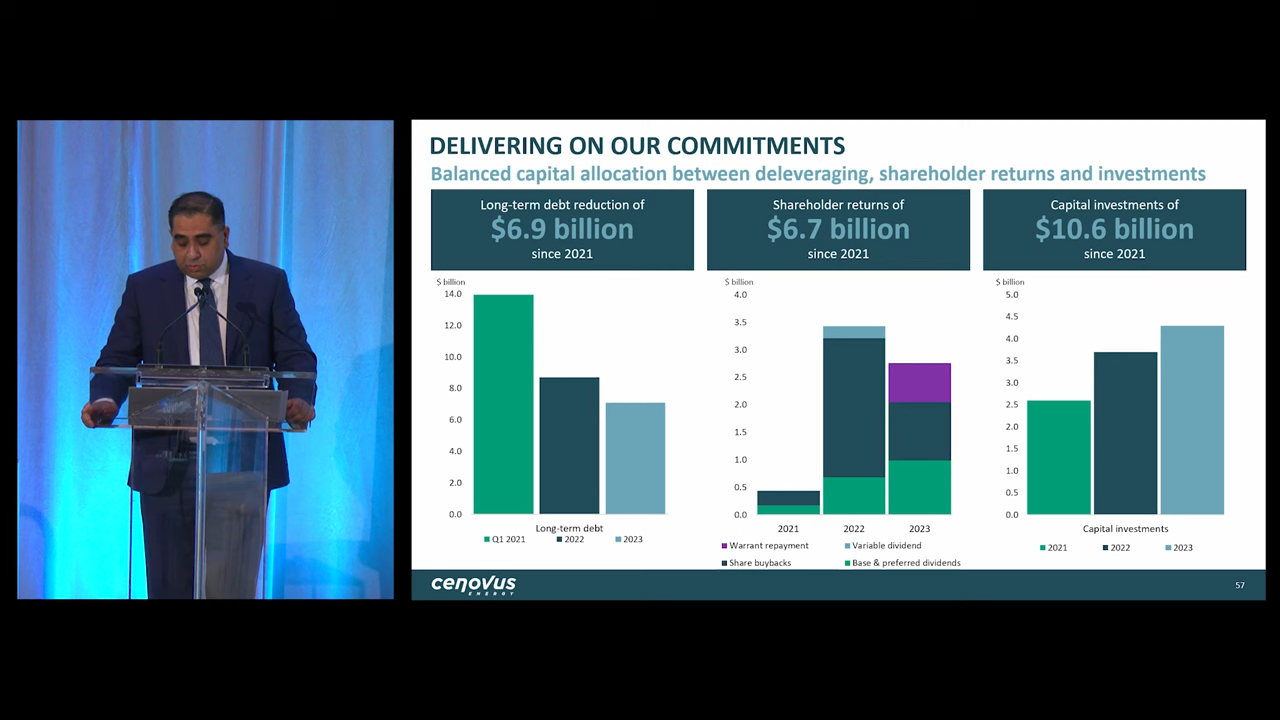 DELIVERING ON OUR COMMITMENTS
Balanced capital allocation between deleveraging, shareholder returns and investments
Long-term debt reduction of
$6.9 billion
since 2021
Shareholder returns of
$6.7 billion
since 2021
Capital investments of
$10.6 billion
since 2021
$ billion
14.0
12.0
10.0
8.0
6.0
4.0
2.0
0.0
Long-term debt
Q1 2021 2022 2023
$ billion
4.0
3.5
3.0
2.5
2.0
1.5
1.0
0.5
0.0
2021 2022 2023
Warrant repayment Variable dividend
Share buybacks Base & preferred dividends
$ billion
5.0
4.5
4.0
3.5
3.0
2.5
2.0
1.5
1.0
0.5
0.0
Capital investments
2021 2022 2023
cenovus
ENERGY
57